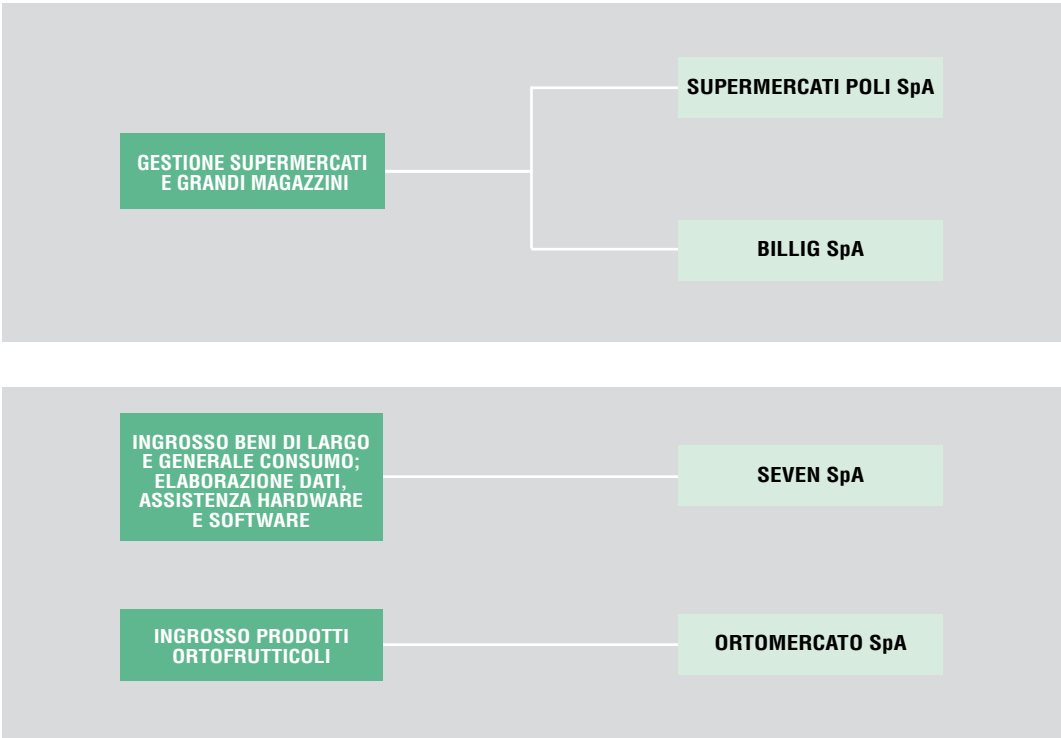 GESTIONE SUPERMERCATI
E GRANDI MAGAZZINI
SUPERMERCATI POLI SpA
BILLIG SpA
INGROSSO BENI DI LARGO
E GENERALE CONSUMO;
ELABORAZIONE DATI,
ASSISTENZA HARDWARE
E SOFTWARE
SEVEN SpA
INGROSSO PRODOTTI
ORTOFRUTTICOLI
ORTOMERCATO SpA